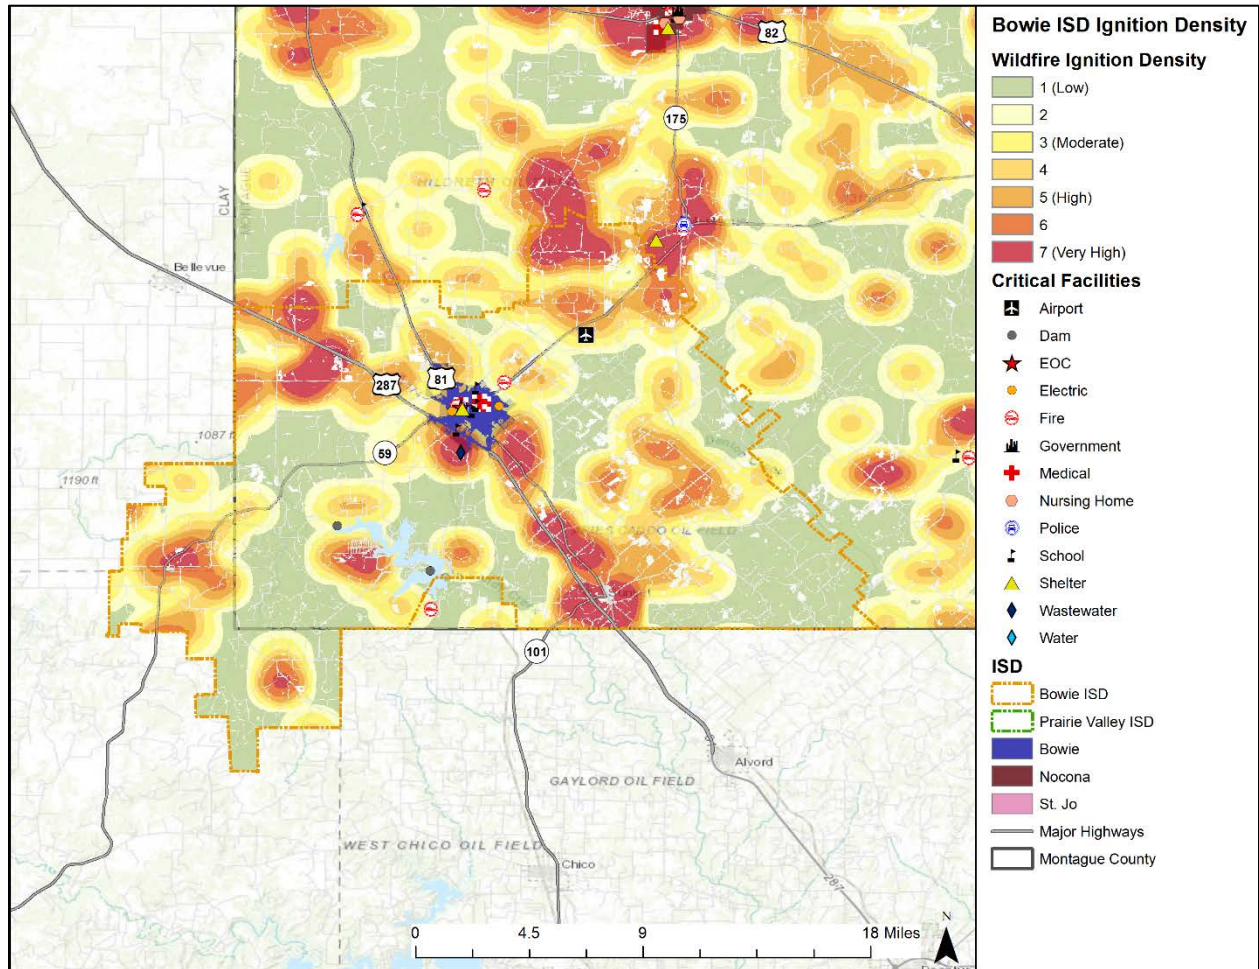 82
175
CLAY
MONTAGUE
Bellevue
81
287
59
1087 ft
1190 ft
OIL FIELD
101
Alvord
GAYLORD OIL FIELD
WEST CHICO OIL FIELD
Chico
287
0
4.5
9
18 Miles
N
Bowie ISD Ignition Density
Wildfire Ignition Density
1 (Low)
2
3 (Moderate)
4
5 (High)
6
7 (Very High)
Critical Facilities
Airport
Dam
EOC
Electric
Fire
Government
Medical
Nursing Home
Police
School
Shelter
Wastewater
Water
ISD
Bowie ISD
Prairie Valley ISD
Bowie
Nocona
St. Jo
Major Highways
Montague County